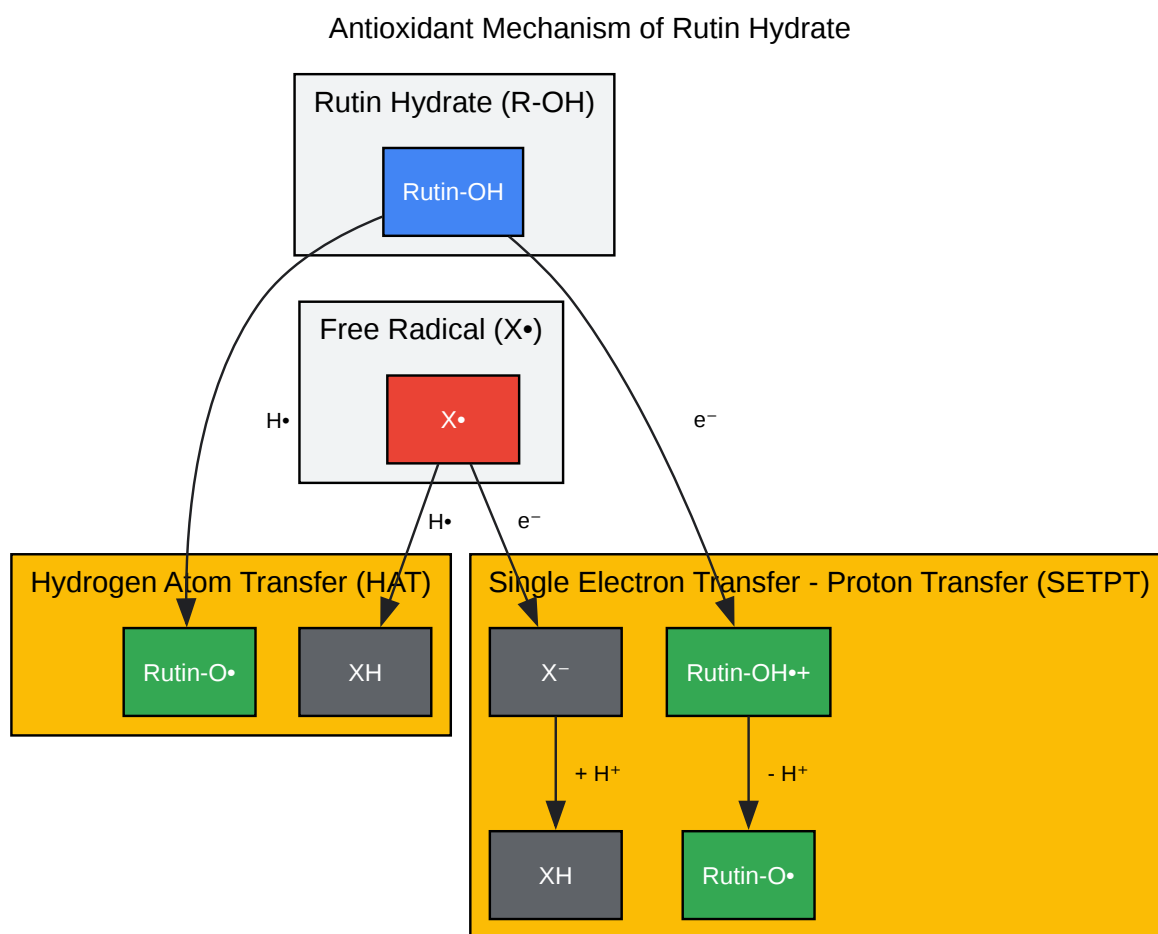 Antioxidant Mechanism of Rutin Hydrate
Rutin Hydrate (R-OH)
Rutin-OH
Free Radical (X•)
X•
H•
e⁻
H•
e⁻
Hydrogen Atom Transfer (HAT)
Single Electron Transfer - Proton Transfer (SETPT)
Rutin-O•
XH
X⁻
Rutin-OH•+
+ H⁺
- H⁺
XH
Rutin-O•